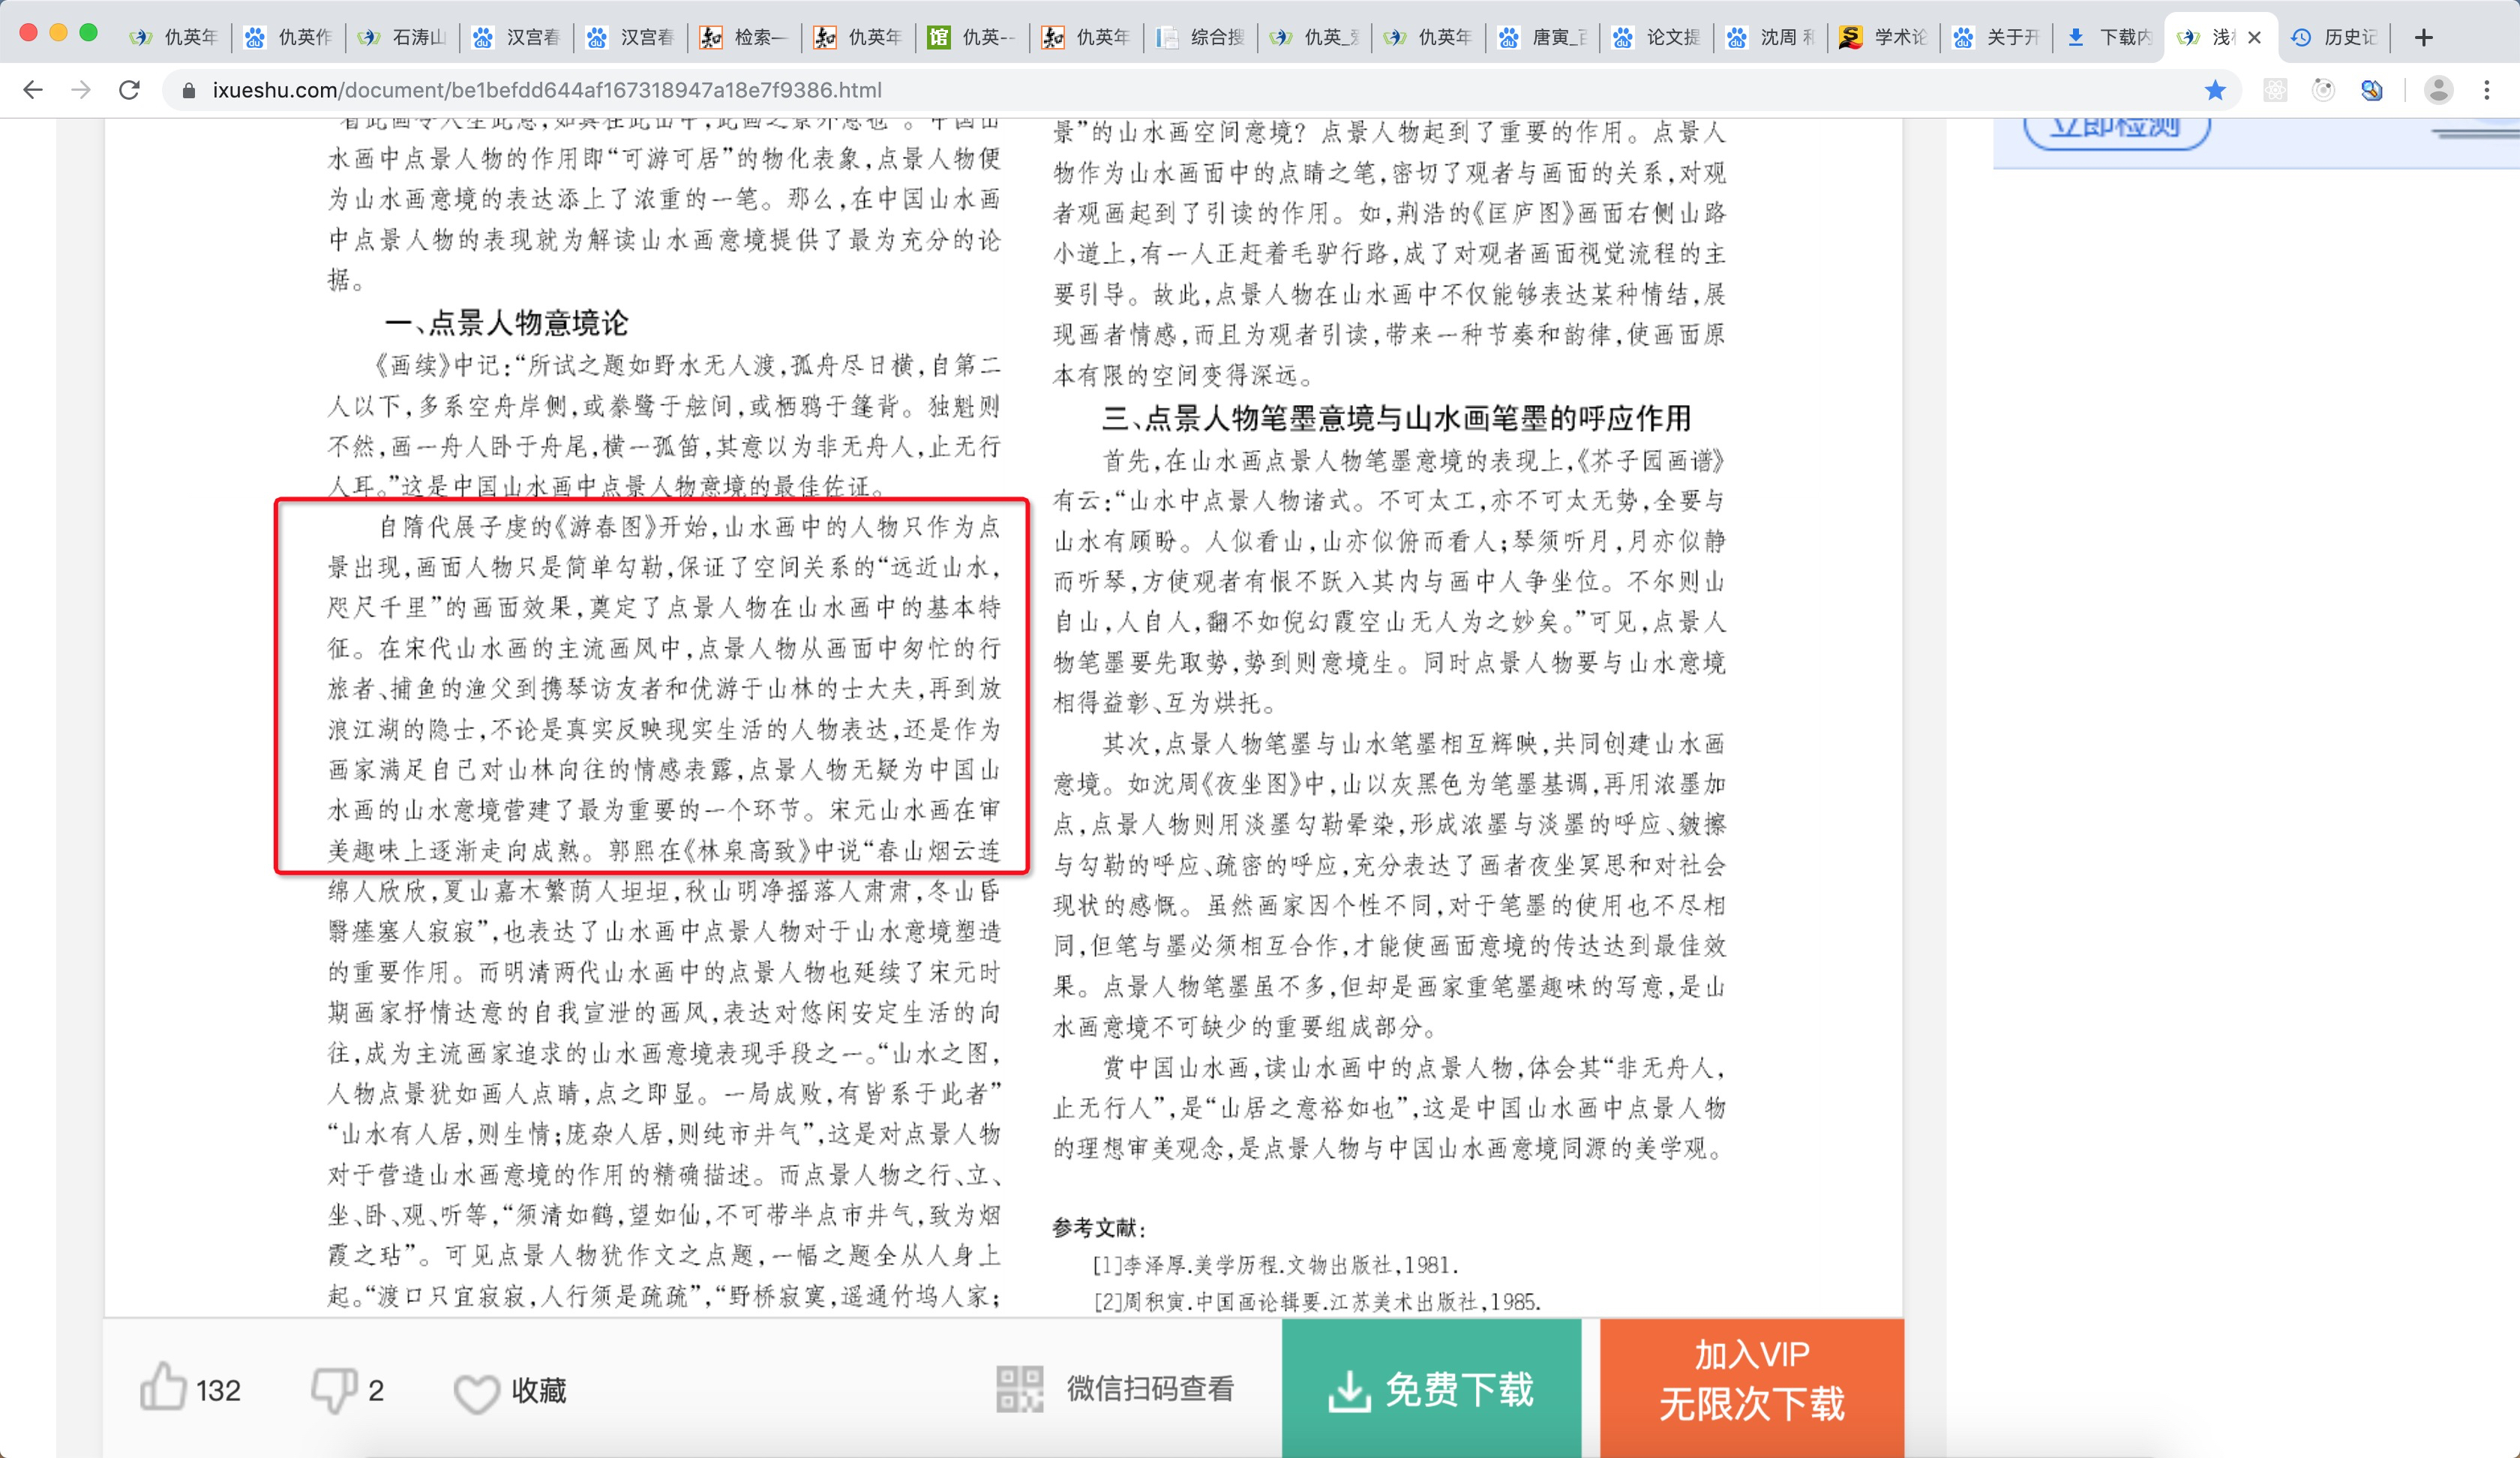 仇英年
仇英作
石涛山
汉宫春
汉宫春
检索—
仇英年
仇英--
仇英年
综合搜
仇英_爱
仇英年
唐寅_百
论文提
沈周 和
学术论
关于开
下载内
浅析
历史记
ixueshu.com/document/be1befdd644af167318947a18e7f9386.html
看此画令人生此意,如真在此山中,此画之景外意也”。中国山
水画中点景人物的作用即“可游可居”的物化表象,点景人物便
为山水画意境的表达添上了浓重的一笔。那么,在中国山水画
中点景人物的表现就为解读山水画意境提供了最为充分的论
据。
一、点景人物意境论
《画续》中记:“所试之题如野水无人渡,孤舟尽日横,自第二
人以下,多系空舟岸侧,或拳鹭于舷间,或栖鸦于篷背。独魁则
不然,画一舟人卧于舟尾,横一孤笛,其意以为非无舟人,止无行
人耳。”这是中国山水画中点景人物意境的最佳佐证。
自隋代展子虔的《游春图》开始,山水画中的人物只作为点
景出现,画面人物只是简单勾勒,保证了空间关系的“远近山水,
咫尺千里”的画面效果,奠定了点景人物在山水画中的基本特
征。在宋代山水画的主流画风中,点景人物从画面中匆忙的行
旅者、捕鱼的渔父到携琴访友者和优游于山林的士大夫,再到放
浪江湖的隐士,不论是真实反映现实生活的人物表达,还是作为
画家满足自己对山林向往的情感表露,点景人物无疑为中国山
水画的山水意境营建了最为重要的一个环节。宋元山水画在审
美趣味上逐渐走向成熟。郭熙在《林泉高致》中说“春山烟云连
绵人欣欣,夏山嘉木繁荫人坦坦,秋山明净摇落人肃肃,冬山昏
翳瘗塞人寂寂”,也表达了山水画中点景人物对于山水意境塑造
的重要作用。而明清两代山水画中的点景人物也延续了宋元时
期画家抒情达意的自我宣泄的画风,表达对悠闲安定生活的向
往,成为主流画家追求的山水画意境表现手段之一。“山水之图,
人物点景犹如画人点睛,点之即显。一局成败,有皆系于此者”
“山水有人居,则生情;庞杂人居,则纯市井气”,这是对点景人物
对于营造山水画意境的作用的精确描述。而点景人物之行、立、
坐、卧、观、听等,“须清如鹤,望如仙,不可带半点市井气,致为烟
霞之玷”。可见点景人物犹作文之点题,一幅之题全从人身上
起。“渡口只宜寂寂,人行须是疏疏”,“野桥寂寞,遥通竹坞人家;
景”的山水画空间意境？点景人物起到了重要的作用。点景人
物作为山水画面中的点睛之笔,密切了观者与画面的关系,对观
者观画起到了引读的作用。如,荆浩的《匡庐图》画面右侧山路
小道上,有一人正赶着毛驴行路,成了对观者画面视觉流程的主
要引导。故此,点景人物在山水画中不仅能够表达某种情结,展
现画者情感,而且为观者引读,带来一种节奏和韵律,使画面原
本有限的空间变得深远。
三、点景人物笔墨意境与山水画笔墨的呼应作用
首先,在山水画点景人物笔墨意境的表现上,《芥子园画谱》
有云:“山水中点景人物诸式。不可太工,亦不可太无势,全要与
山水有顾盼。人似看山,山亦似俯而看人;琴须听月,月亦似静
而听琴,方使观者有恨不跃入其内与画中人争坐位。不尔则山
自山,人自人,翻不如倪幻霞空山无人为之妙矣。”可见,点景人
物笔墨要先取势,势到则意境生。同时点景人物要与山水意境
相得益彰、互为烘托。
其次,点景人物笔墨与山水笔墨相互辉映,共同创建山水画
意境。如沈周《夜坐图》中,山以灰黑色为笔墨基调,再用浓墨加
点,点景人物则用淡墨勾勒晕染,形成浓墨与淡墨的呼应、皴擦
与勾勒的呼应、疏密的呼应,充分表达了画者夜坐冥思和对社会
现状的感慨。虽然画家因个性不同,对于笔墨的使用也不尽相
同,但笔与墨必须相互合作,才能使画面意境的传达达到最佳效
果。点景人物笔墨虽不多,但却是画家重笔墨趣味的写意,是山
水画意境不可缺少的重要组成部分。
赏中国山水画,读山水画中的点景人物,体会其“非无舟人,
止无行人”,是“山居之意裕如也”,这是中国山水画中点景人物
的理想审美观念,是点景人物与中国山水画意境同源的美学观。
参考文献:
[1]李泽厚.美学历程.文物出版社,1981.
[2]周积寅.中国画论辑要.江苏美术出版社,1985.
立即检测
132
2
收藏
微信扫码查看
免费下载
加入VIP
无限次下载